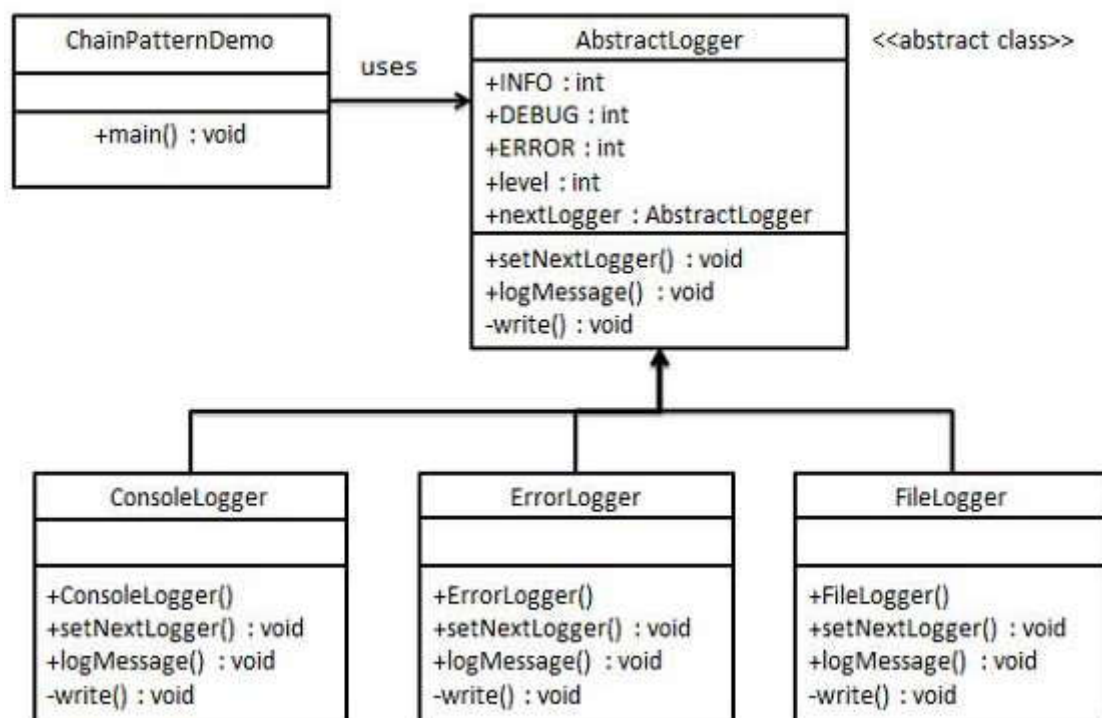 ChainPatternDemo
+main() : void
uses
AbstractLogger
<<abstract class>>
+INFO : int
+DEBUG : int
+ERROR : int
+level : int
+nextLogger : AbstractLogger
+setNextLogger() : void
+logMessage() : void
-write() : void
ConsoleLogger
+ConsoleLogger()
+setNextLogger() : void
+logMessage() : void
-write() : void
ErrorLogger
+ErrorLogger()
+setNextLogger() : void
+logMessage() : void
-write() : void
FileLogger
+FileLogger()
+setNextLogger() : void
+logMessage() : void
-write() : void